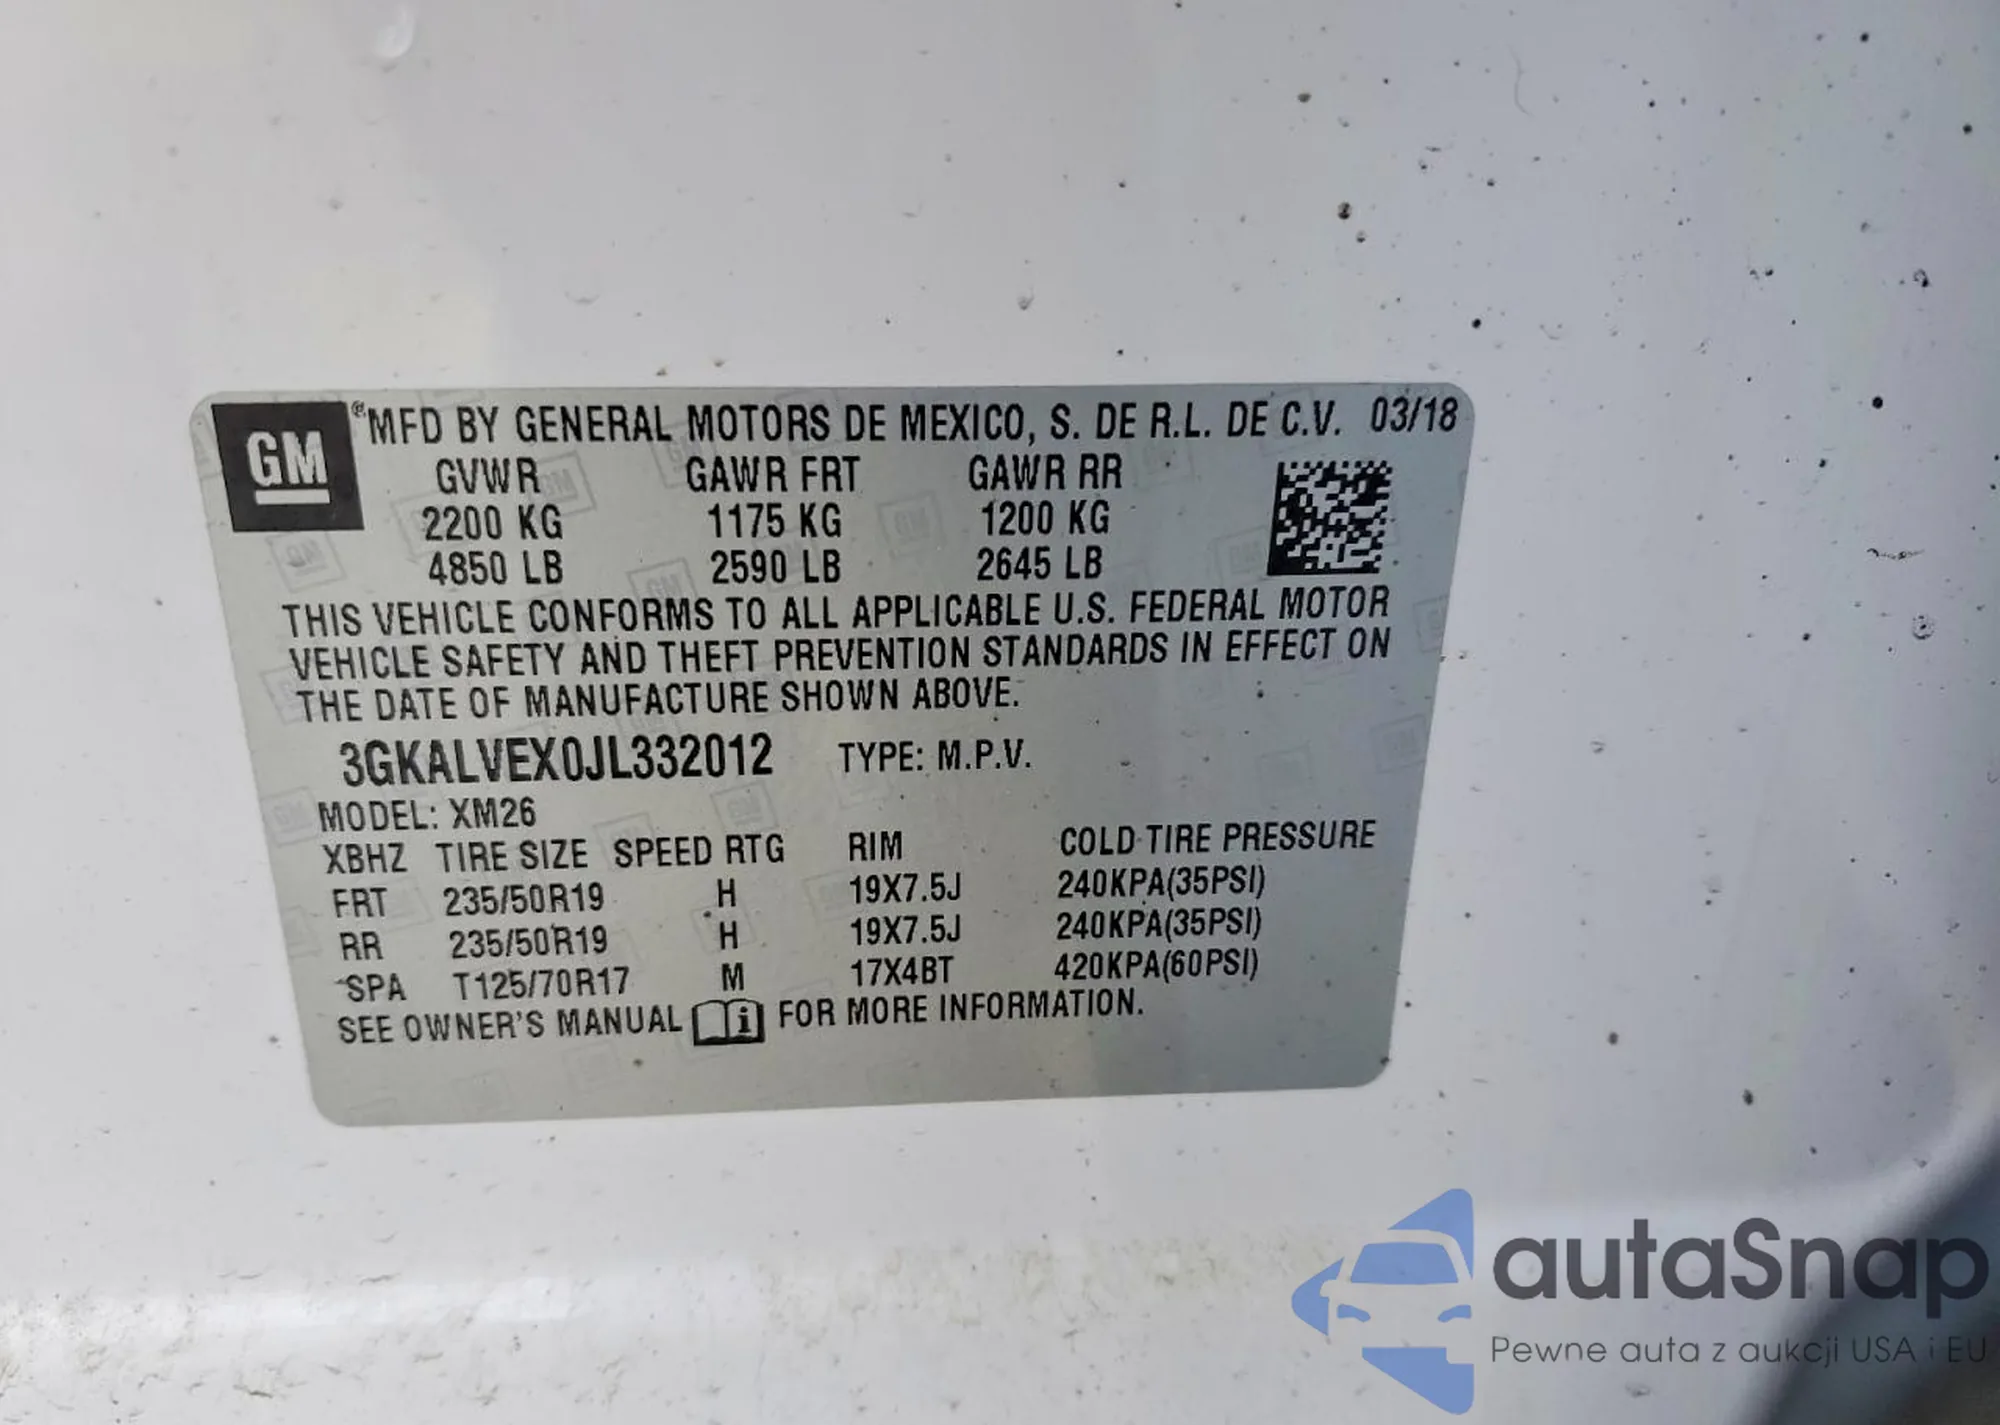 GM ®MFD BY GENERAL MOTORS DE MEXICO, S. DE R.L. DE C.V. 03/18
GVWR GAWR FRT GAWR RR
2200 KG 1175 KG 1200 KG
4850 LB 2590 LB 2645 LB
THIS VEHICLE CONFORMS TO ALL APPLICABLE U.S. FEDERAL MOTOR
VEHICLE SAFETY AND THEFT PREVENTION STANDARDS IN EFFECT ON
THE DATE OF MANUFACTURE SHOWN ABOVE.
3GKALVEX0JL332012 TYPE: M.P.V.
MODEL: XM26
XBHZ TIRE SIZE SPEED RTG RIM COLD TIRE PRESSURE
FRT 235/50R19 H 19X7.5J 240KPA(35PSI)
RR 235/50R19 H 19X7.5J 240KPA(35PSI)
SPA T125/70R17 M 17X4BT 420KPA(60PSI)
SEE OWNER'S MANUAL i FOR MORE INFORMATION.
autaSnap
Pewne auta z aukcji USA i EU